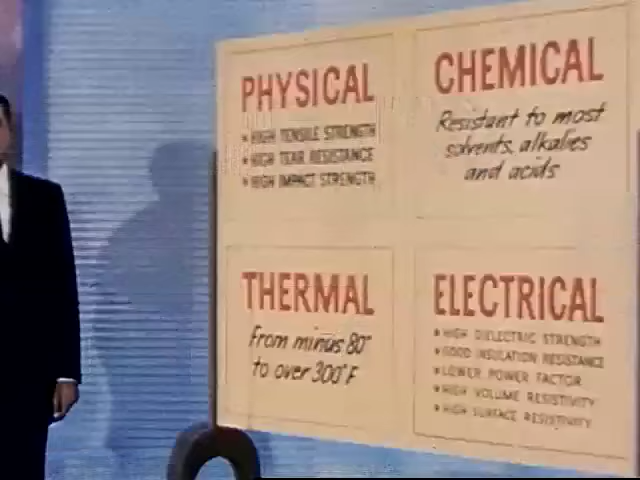 PHYSICAL
• HIGH TENSILE STRENGTH
• HIGH TEAR RESISTANCE
• HIGH IMPACT STRENGTH
CHEMICAL
Resistant to most
solvents, alkalies
and acids
THERMAL
From minus 80°
to over 300°F
ELECTRICAL
• HIGH DIELECTRIC STRENGTH
• GOOD INSULATION RESISTANCE
• LOWER POWER FACTOR
• HIGH VOLUME RESISTIVITY
• HIGH SURFACE RESISTIVITY